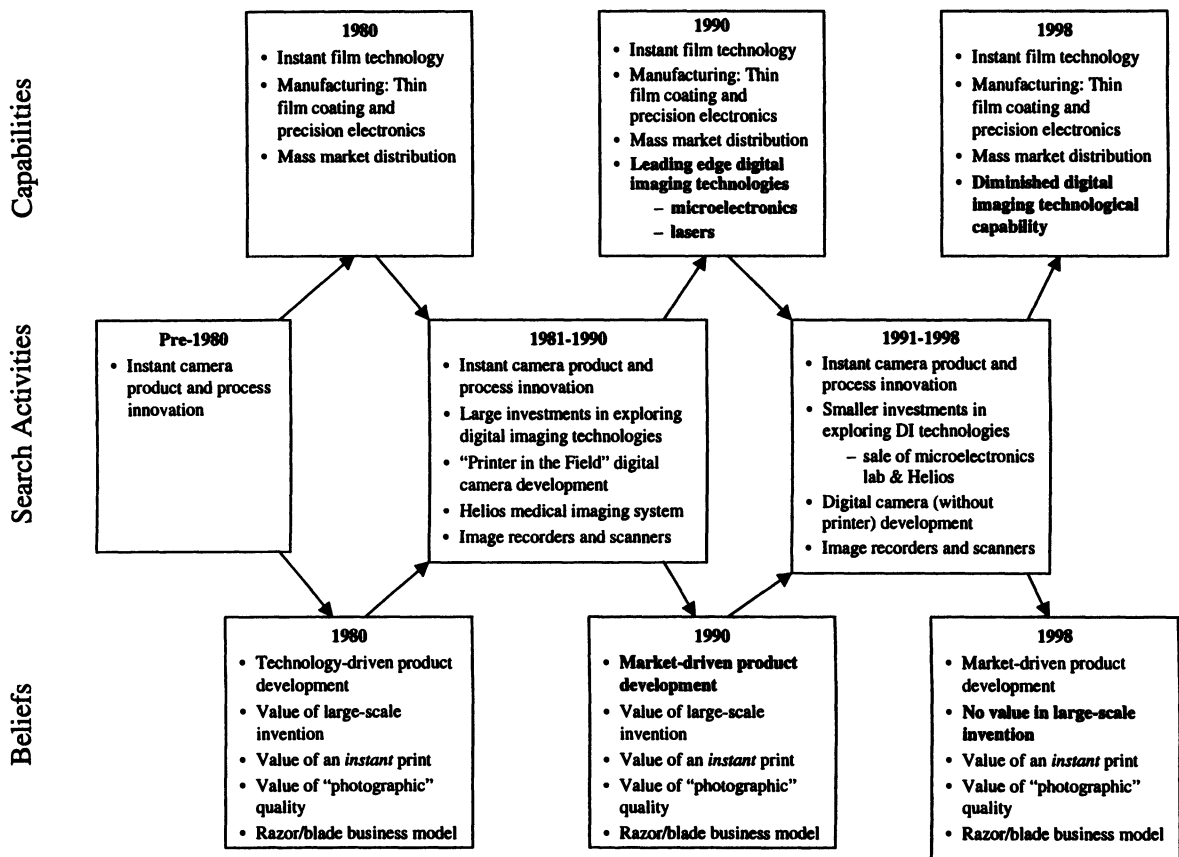 Capabilities
1980
• Instant film technology
• Manufacturing: Thin
film coating and
precision electronics
• Mass market distribution
1990
• Instant film technology
• Manufacturing: Thin
film coating and
precision electronics
• Mass market distribution
• Leading edge digital
imaging technologies
– microelectronics
– lasers
1998
• Instant film technology
• Manufacturing: Thin
film coating and
precision electronics
• Mass market distribution
• Diminished digital
imaging technological
capability
Search Activities
Pre-1980
• Instant camera
product and process
innovation
1981-1990
• Instant camera product and
process innovation
• Large investments in exploring
digital imaging technologies
• “Printer in the Field” digital
camera development
• Helios medical imaging system
• Image recorders and scanners
1991-1998
• Instant camera product and
process innovation
• Smaller investments in
exploring DI technologies
– sale of microelectronics
lab & Helios
• Digital camera (without
printer) development
• Image recorders and scanners
Beliefs
1980
• Technology-driven product
development
• Value of large-scale
invention
• Value of an instant print
• Value of “photographic”
quality
• Razor/blade business model
1990
• Market-driven product
development
• Value of large-scale
invention
• Value of an instant print
• Value of “photographic”
quality
• Razor/blade business model
1998
• Market-driven product
development
• No value in large-scale
invention
• Value of an instant print
• Value of “photographic”
quality
• Razor/blade business model